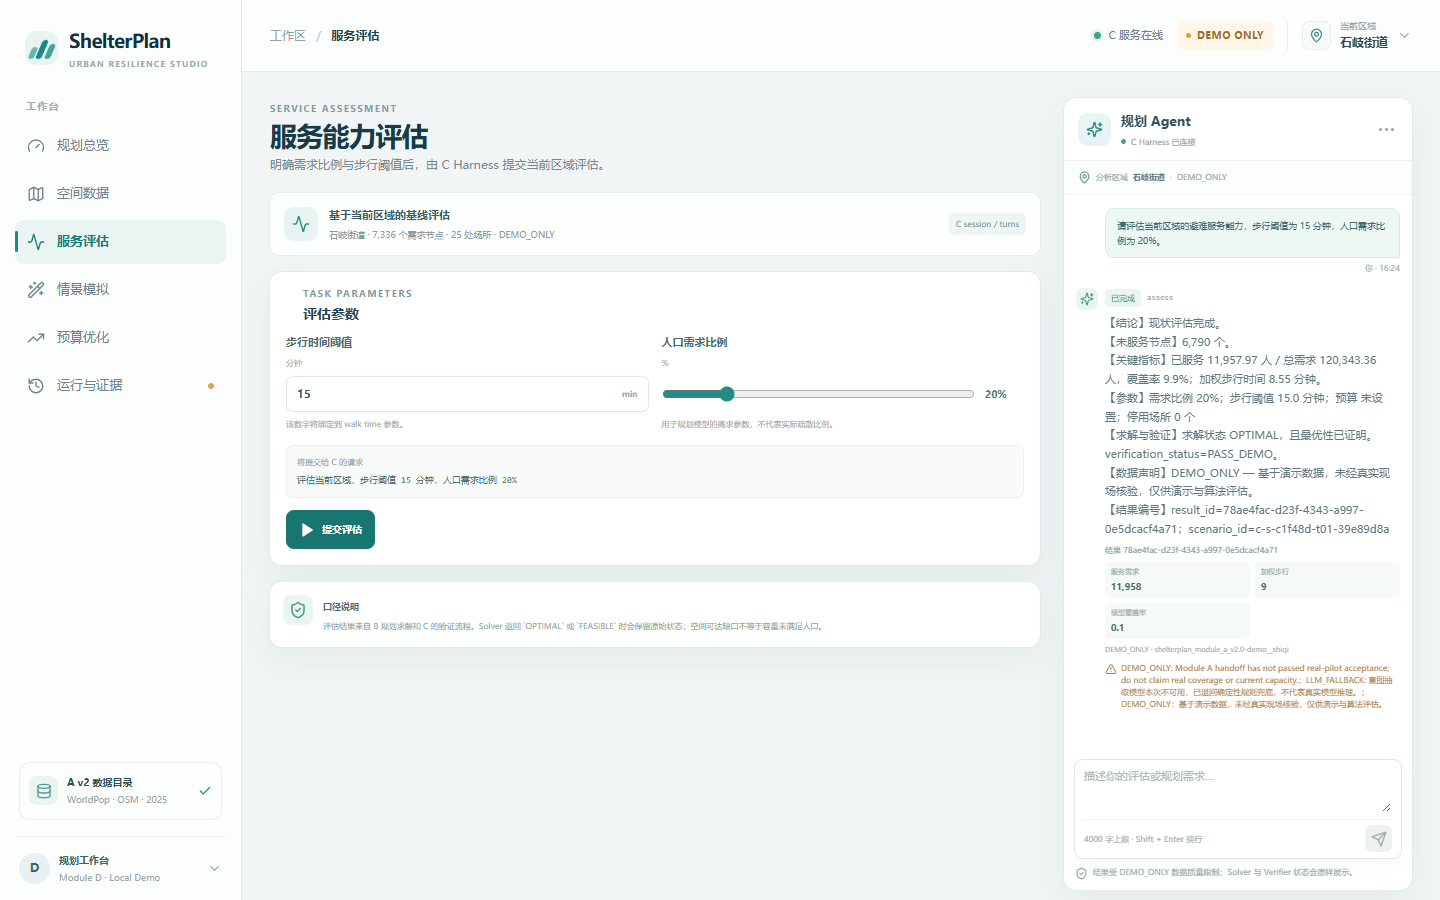 ShelterPlan
URBAN RESILIENCE STUDIO
工作台
规划总览
空间数据
服务评估
情景模拟
预算优化
运行与证据
A v2 数据目录
WorldPop · OSM · 2025
D
规划工作台
Module D · Local Demo
工作区 / 服务评估
C 服务在线
DEMO ONLY
当前区域
石岐街道
SERVICE ASSESSMENT
服务能力评估
明确需求比例与步行阈值后，由 C Harness 提交当前区域评估。
基于当前区域的基线评估
石岐街道 · 7,336 个需求节点 · 25 处场所 · DEMO_ONLY
C session / turns
TASK PARAMETERS
评估参数
步行时间阈值
分钟
15
min
该数字将绑定到 walk time 参数。
人口需求比例
%
20%
用于规划模型的需求参数，不代表实际疏散比例。
将提交给 C 的请求
评估当前区域，步行阈值 15 分钟，人口需求比例 20%
提交评估
口径说明
评估结果来自 B 规划求解和 C 的验证流程。Solver 返回 `OPTIMAL` 或 `FEASIBLE` 时会保留原始状态；空间可达缺口不等于容量未满足人口。
规划 Agent
C Harness 已连接
分析区域 石岐街道 · DEMO_ONLY
请评估当前区域的避难服务能力，步行阈值为 15 分钟，人口需求比
例为 20%。
你 · 16:24
已完成 assess
【结论】现状评估完成。
【未服务节点】6,790 个。
【关键指标】已服务 11,957.97 人 / 总需求 120,343.36
人，覆盖率 9.9%；加权步行时间 8.55 分钟。
【参数】需求比例 20%；步行阈值 15.0 分钟；预算 未设
置；停用场所 0 个
【求解与验证】求解状态 OPTIMAL，且最优性已证明。
verification_status=PASS_DEMO。
【数据声明】DEMO_ONLY — 基于演示数据，未经真实现
场核验，仅供演示与算法评估。
【结果编号】result_id=78ae4fac-d23f-4343-a997-
0e5dcacf4a71；scenario_id=c-s-c1f48d-t01-39e89d8a
结果 78ae4fac-d23f-4343-a997-0e5dcacf4a71
服务需求
11,958
加权步行
9
模型覆盖率
0.1
DEMO_ONLY · shelterplan_module_a_v2.0-demo__shiqi
DEMO_ONLY: Module A handoff has not passed real-pilot acceptance;
do not claim real coverage or current capacity.；LLM_FALLBACK: 意图抽
取模型本次不可用，已退回确定性规则兜底，不代表真实模型推理。；
DEMO_ONLY：基于演示数据，未经真实现场核验，仅供演示与算法评估。
描述你的评估或规划需求...
4000 字上限 · Shift + Enter 换行
结果受 DEMO_ONLY 数据质量限制；Solver 与 Verifier 状态会原样展示。